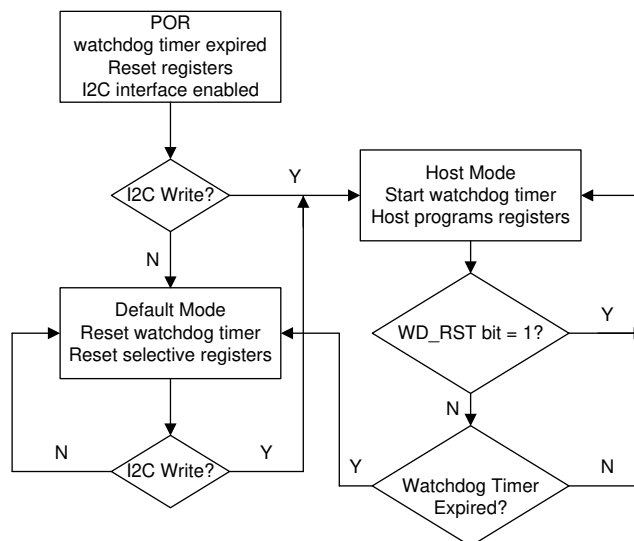 POR
watchdog timer expired
Reset registers
I2C interface enabled
I2C Write?
Y
N
Host Mode
Start watchdog timer
Host programs registers
Default Mode
Reset watchdog timer
Reset selective registers
WD_RST bit = 1?
Y
N
I2C Write?
N
Y
Watchdog Timer
Expired?
Y
N